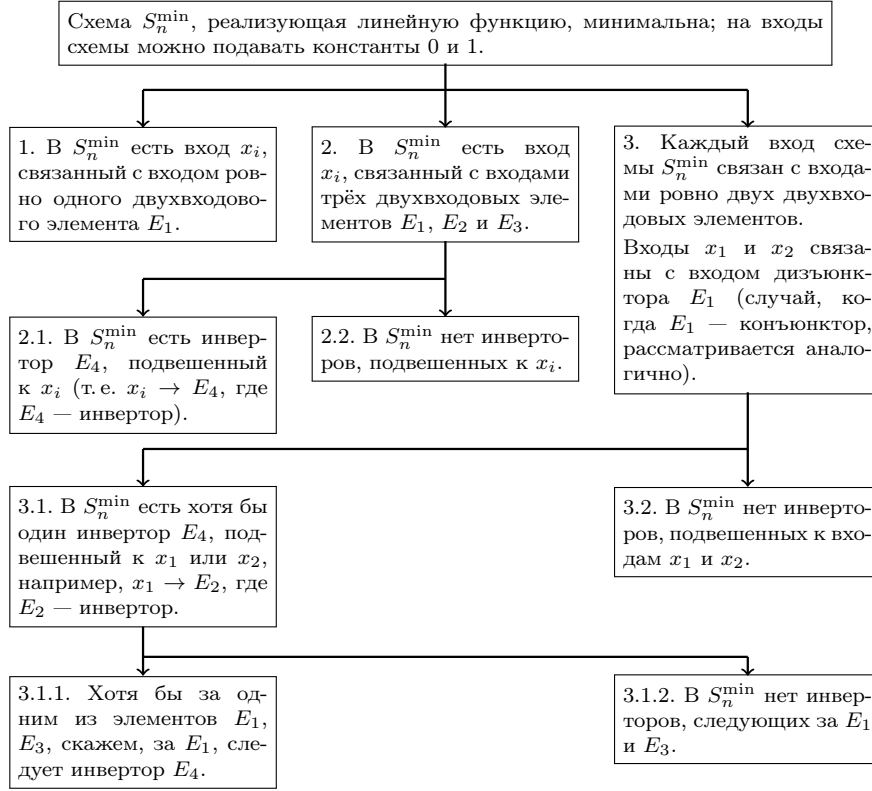 Схема $S_n^{\min}$, реализующая линейную функцию, минимальна; на входы
схемы можно подавать константы 0 и 1.
1. В $S_n^{\min}$ есть вход $x_i$,
связанный с входом ров-
но одного двухвходово-
го элемента $E_1$.
2. В $S_n^{\min}$ есть вход
$x_i$, связанный с входами
трёх двухвходовых эле-
ментов $E_1$, $E_2$ и $E_3$.
3. Каждый вход схе-
мы $S_n^{\min}$ связан с входа-
ми ровно двух двухвхо-
довых элементов.
Входы $x_1$ и $x_2$ связа-
ны с входом дизъюнк-
тора $E_1$ (случай, ко-
гда $E_1$ — конъюнктор,
рассматривается анало-
гично).
2.1. В $S_n^{\min}$ есть инвер-
тор $E_4$, подвешенный
к $x_i$ (т. е. $x_i \to E_4$, где
$E_4$ — инвертор).
2.2. В $S_n^{\min}$ нет инверто-
ров, подвешенных к $x_i$.
3.1. В $S_n^{\min}$ есть хотя бы
один инвертор $E_4$, под-
вешенный к $x_1$ или $x_2$,
например, $x_1 \to E_2$, где
$E_2$ — инвертор.
3.2. В $S_n^{\min}$ нет инверто-
ров, подвешенных к вхо-
дам $x_1$ и $x_2$.
3.1.1. Хотя бы за од-
ним из элементов $E_1$,
$E_3$, скажем, за $E_1$, сле-
дует инвертор $E_4$.
3.1.2. В $S_n^{\min}$ нет инвер-
торов, следующих за $E_1$
и $E_3$.